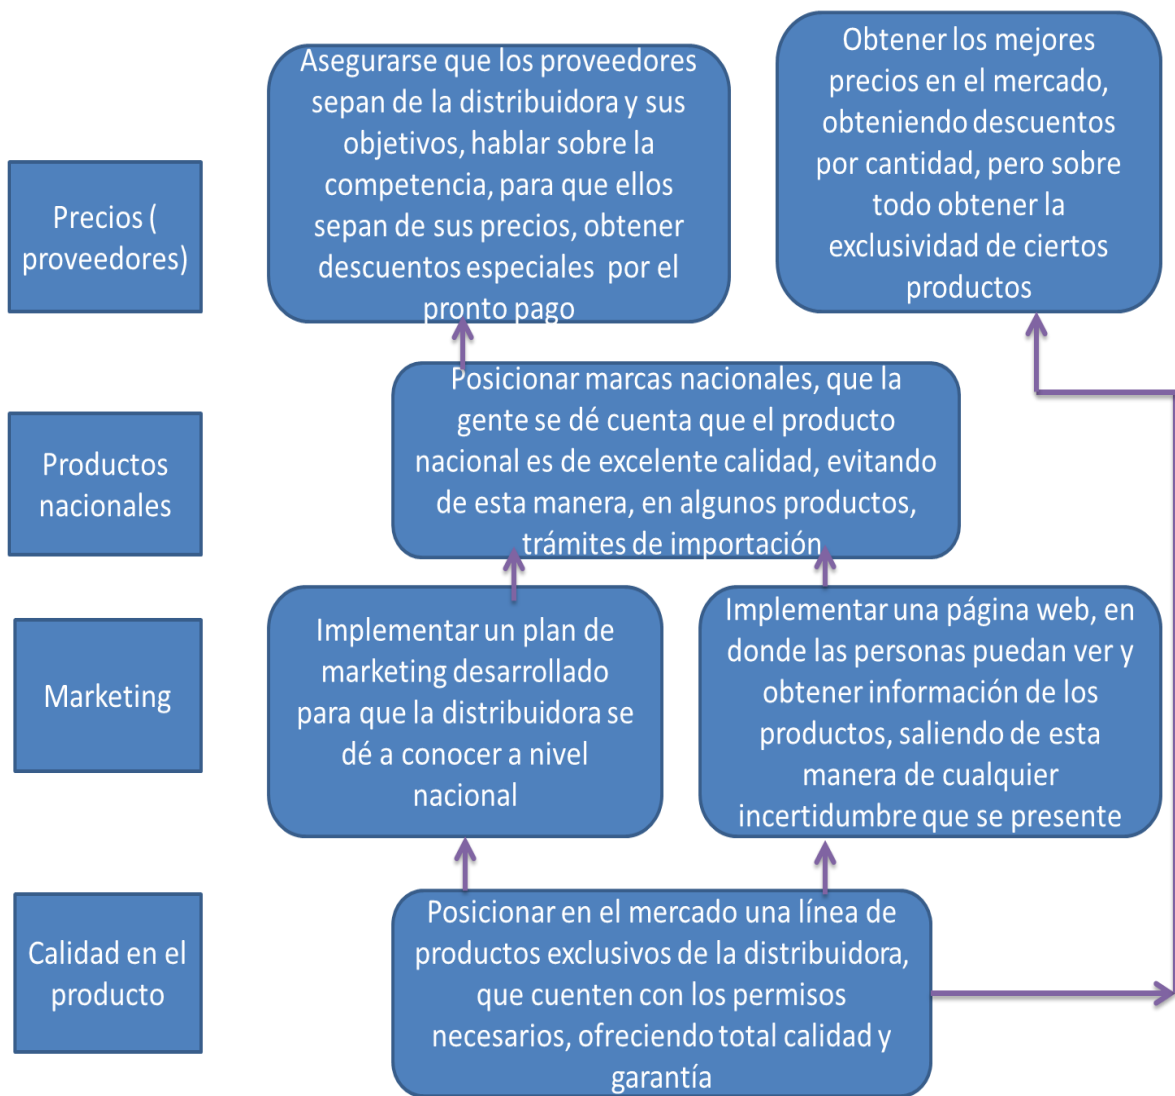 Precios (
proveedores)
Asegurarse que los proveedores
sepan de la distribuidora y sus
objetivos, hablar sobre la
competencia, para que ellos
sepan de sus precios, obtener
descuentos especiales por el
pronto pago
Obtener los mejores
precios en el mercado,
obteniendo descuentos
por cantidad, pero sobre
todo obtener la
exclusividad de ciertos
productos
Productos
nacionales
Posicionar marcas nacionales, que la
gente se dé cuenta que el producto
nacional es de excelente calidad, evitando
de esta manera, en algunos productos,
trámites de importación
Marketing
Implementar un plan de
marketing desarrollado
para que la distribuidora se
dé a conocer a nivel
nacional
Implementar una página web, en
donde las personas puedan ver y
obtener información de los
productos, saliendo de esta
manera de cualquier
incertidumbre que se presente
Calidad en el
producto
Posicionar en el mercado una línea de
productos exclusivos de la distribuidora,
que cuenten con los permisos
necesarios, ofreciendo total calidad y
garantía